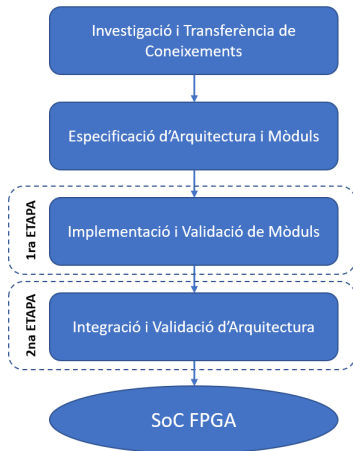 Investigació i Transferència de
Coneixements
Especificació d'Arquitectura i Mòduls
1ra ETAPA
Implementació i Validació de Mòduls
2na ETAPA
Integració i Validació d'Arquitectura
SoC FPGA